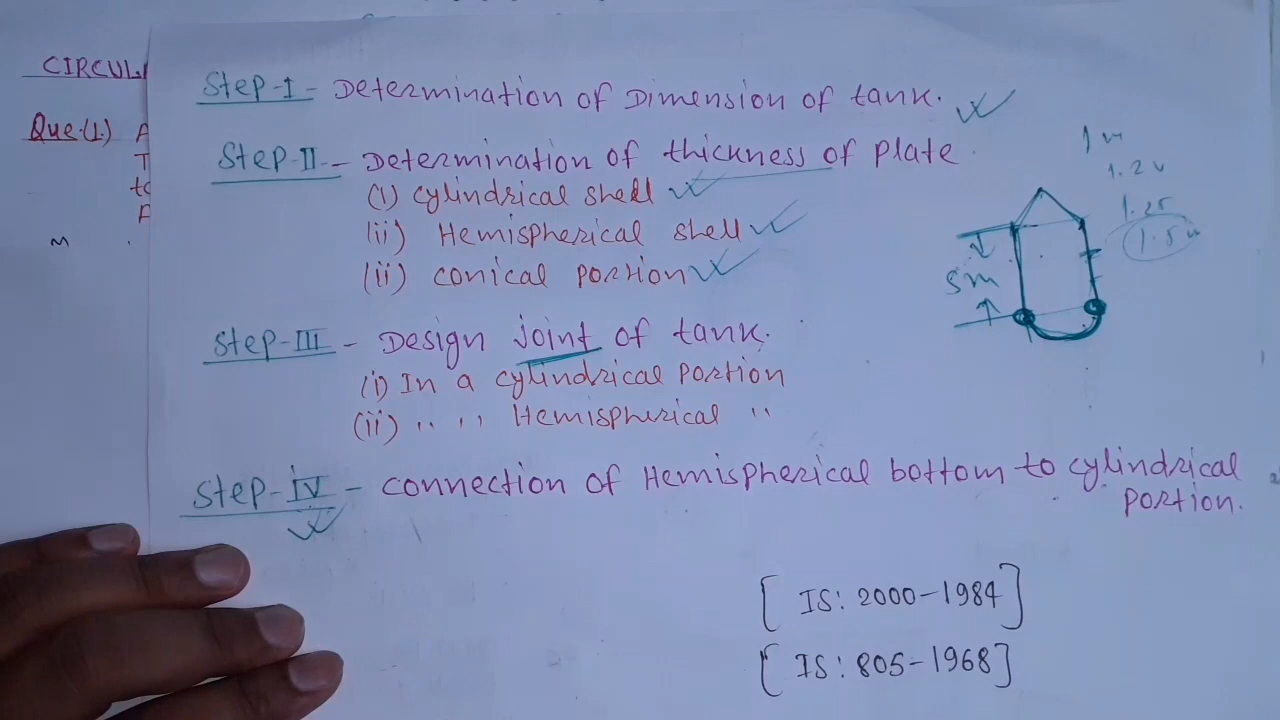 CIRCUL
Que.(1.) A
T
to
A
m .
Step-I - Determination of Dimension of tank.
Step-II - Determination of thickness of plate
(i) cylindrical shell
(ii) Hemispherical shell
(ii) conical portion
Step-III - Design joint of tank.
(i) In a cylindrical portion
(ii) " " Hemispherical "
Step-IV - connection of Hemispherical bottom to cylindrical
portion.
[IS: 2000-1984]
[IS: 805-1968]
1 m
1.2
1.25
1.5
5m